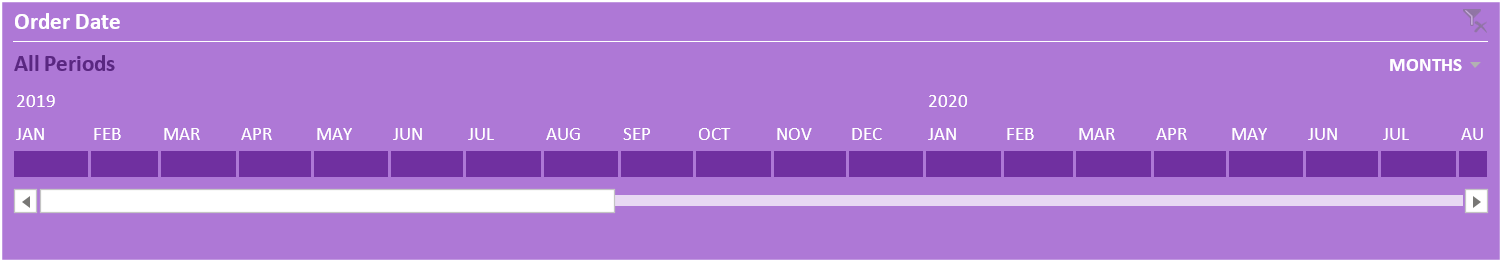 Order Date
All Periods MONTHS
2019 2020
JAN FEB MAR APR MAY JUN JUL AUG SEP OCT NOV DEC JAN FEB MAR APR MAY JUN JUL AU